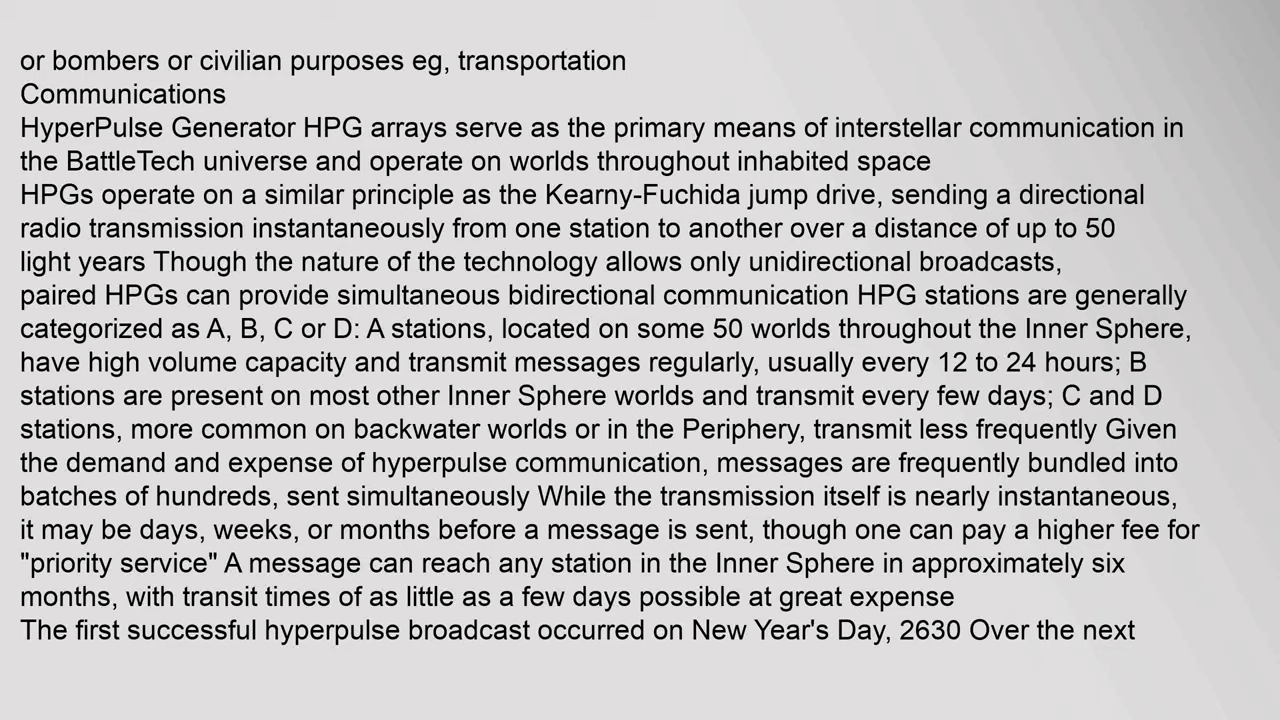 or bombers or civilian purposes eg, transportation
Communications
HyperPulse Generator HPG arrays serve as the primary means of interstellar communication in
the BattleTech universe and operate on worlds throughout inhabited space
HPGs operate on a similar principle as the Kearny-Fuchida jump drive, sending a directional
radio transmission instantaneously from one station to another over a distance of up to 50
light years Though the nature of the technology allows only unidirectional broadcasts,
paired HPGs can provide simultaneous bidirectional communication HPG stations are generally
categorized as A, B, C or D: A stations, located on some 50 worlds throughout the Inner Sphere,
have high volume capacity and transmit messages regularly, usually every 12 to 24 hours; B
stations are present on most other Inner Sphere worlds and transmit every few days; C and D
stations, more common on backwater worlds or in the Periphery, transmit less frequently Given
the demand and expense of hyperpulse communication, messages are frequently bundled into
batches of hundreds, sent simultaneously While the transmission itself is nearly instantaneous,
it may be days, weeks, or months before a message is sent, though one can pay a higher fee for
"priority service" A message can reach any station in the Inner Sphere in approximately six
months, with transit times of as little as a few days possible at great expense
The first successful hyperpulse broadcast occurred on New Year's Day, 2630 Over the next